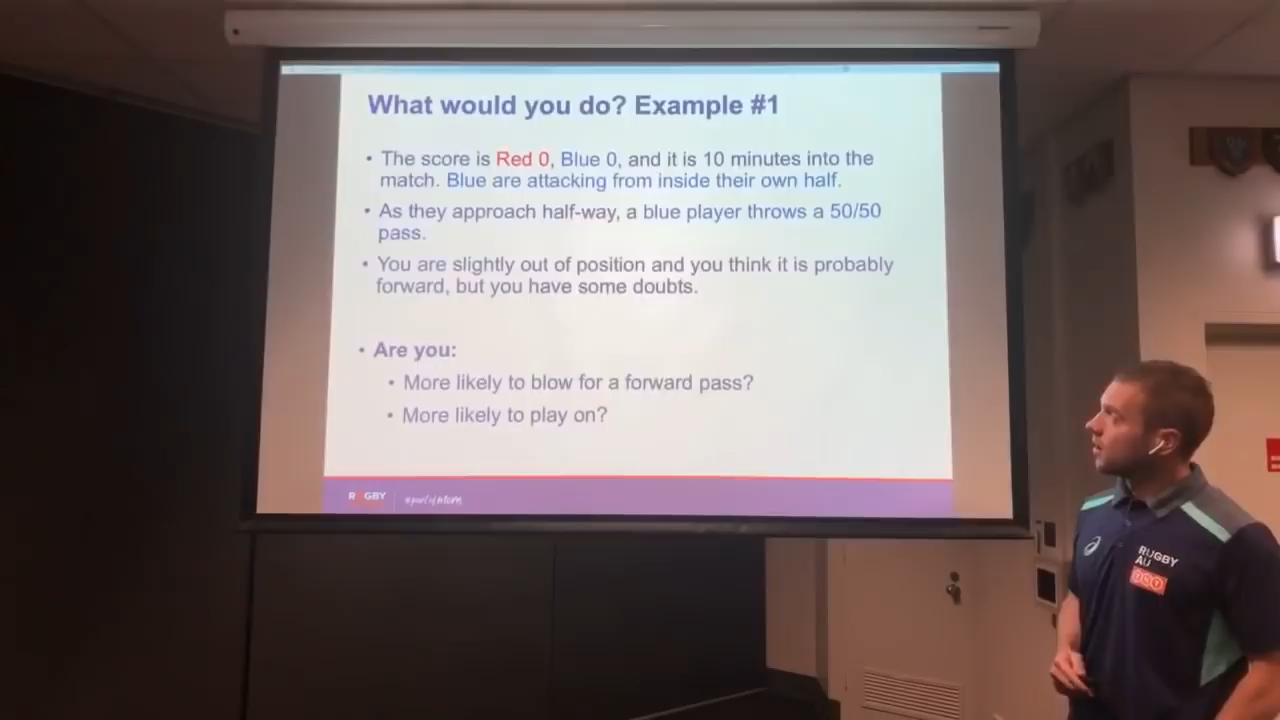 What would you do? Example #1
• The score is Red 0, Blue 0, and it is 10 minutes into the
match. Blue are attacking from inside their own half.
• As they approach half-way, a blue player throws a 50/50
pass.
• You are slightly out of position and you think it is probably
forward, but you have some doubts.
• Are you:
• More likely to blow for a forward pass?
• More likely to play on?
RUGBY
#partofmore
RUGBY
AU